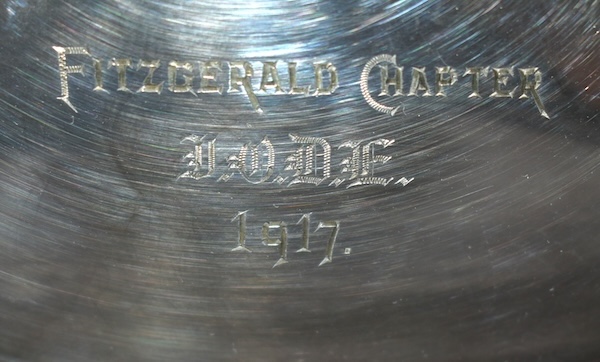 Fitzgerald Chapter
I.O.D.E.
1917.